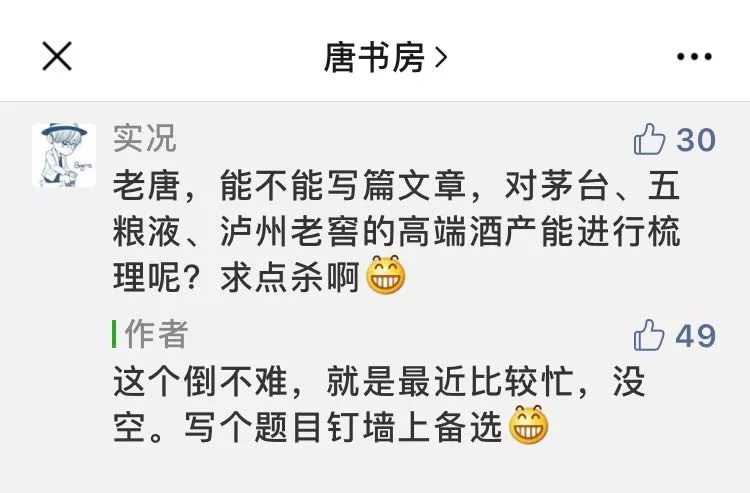 唐书房
实况
30
老唐，能不能写篇文章，对茅台、五
粮液、泸州老窖的高端酒产能进行梳
理呢？求点杀啊😁
作者
49
这个倒不难，就是最近比较忙，没
空。写个题目钉墙上备选😁